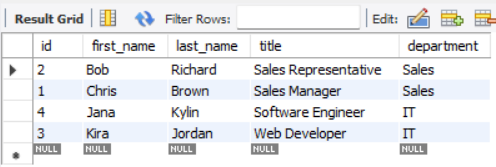 Result Grid Filter Rows: Edit:
id first_name last_name title department
2 Bob Richard Sales Representative Sales
1 Chris Brown Sales Manager Sales
4 Jana Kylin Software Engineer IT
3 Kira Jordan Web Developer IT
NULL NULL NULL NULL NULL